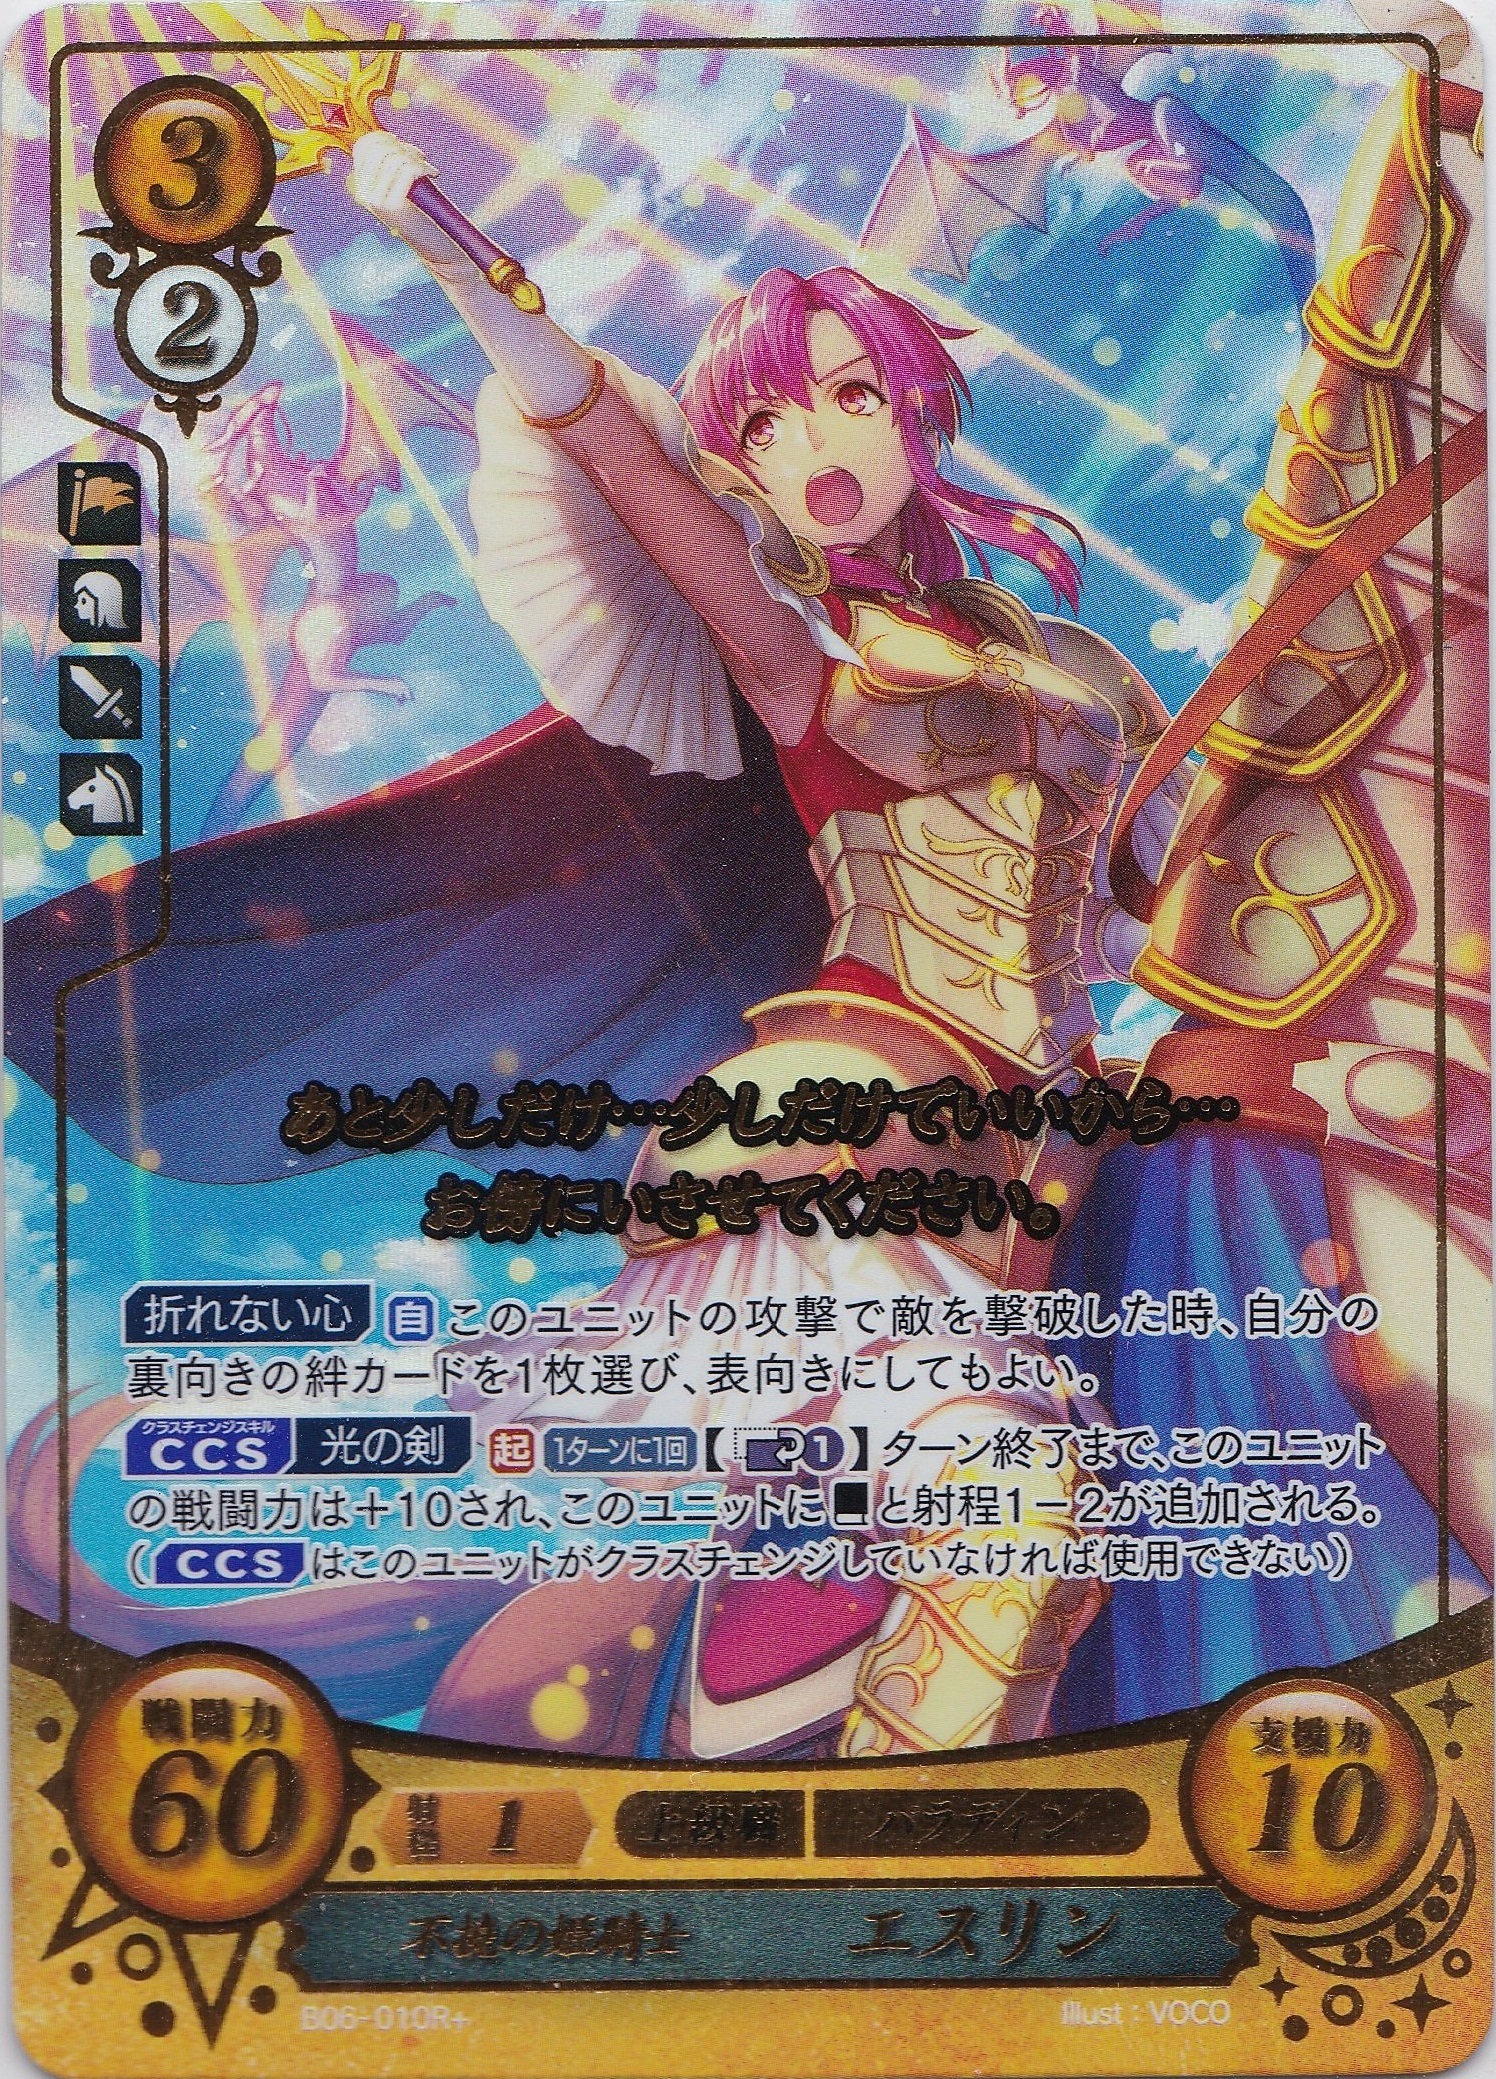 3
2
あと少しだけ…少しだけでいいから…
お傍にいさせてください。
折れない心 自 このユニットの攻撃で敵を撃破した時、自分の
裏向きの絆カードを1枚選び、表向きにしてもよい。
クラスチェンジスキル
CCS 光の剣 起 1ターンに1回【 1】ターン終了まで、このユニット
の戦闘力は+10され、このユニットに■と射程1-2が追加される。
(CCSはこのユニットがクラスチェンジしていなければ使用できない)
戦闘力
60
射程 1
上級職 パラディン
支援力
10
不撓の姫騎士 エスリン
B06-010R+
Illust:VOCO